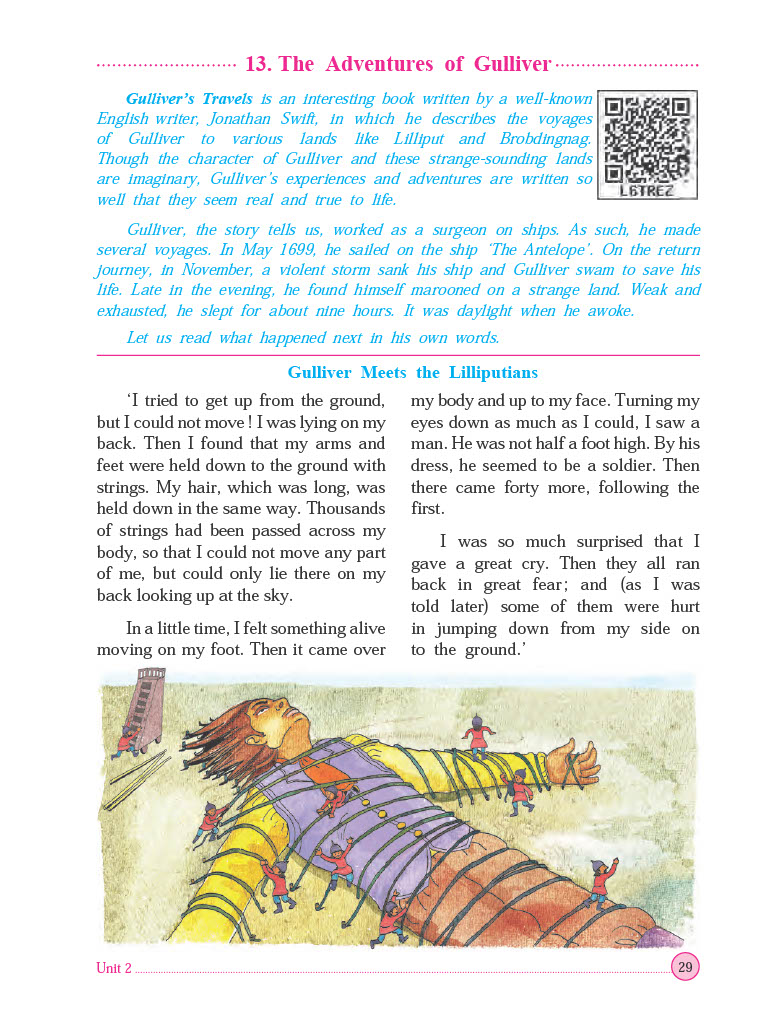 13. The Adventures of Gulliver
Gulliver's Travels is an interesting book written by a well-known
English writer, Jonathan Swift, in which he describes the voyages
of Gulliver to various lands like Lilliput and Brobdingnag.
Though the character of Gulliver and these strange-sounding lands
are imaginary, Gulliver's experiences and adventures are written so
well that they seem real and true to life.
L6TREZ
Gulliver, the story tells us, worked as a surgeon on ships. As such, he made
several voyages. In May 1699, he sailed on the ship ‘The Antelope’. On the return
journey, in November, a violent storm sank his ship and Gulliver swam to save his
life. Late in the evening, he found himself marooned on a strange land. Weak and
exhausted, he slept for about nine hours. It was daylight when he awoke.
Let us read what happened next in his own words.
Gulliver Meets the Lilliputians
‘I tried to get up from the ground,
but I could not move ! I was lying on my
back. Then I found that my arms and
feet were held down to the ground with
strings. My hair, which was long, was
held down in the same way. Thousands
of strings had been passed across my
body, so that I could not move any part
of me, but could only lie there on my
back looking up at the sky.
In a little time, I felt something alive
moving on my foot. Then it came over
my body and up to my face. Turning my
eyes down as much as I could, I saw a
man. He was not half a foot high. By his
dress, he seemed to be a soldier. Then
there came forty more, following the
first.
I was so much surprised that I
gave a great cry. Then they all ran
back in great fear; and (as I was
told later) some of them were hurt
in jumping down from my side on
to the ground.’
Unit 2
29